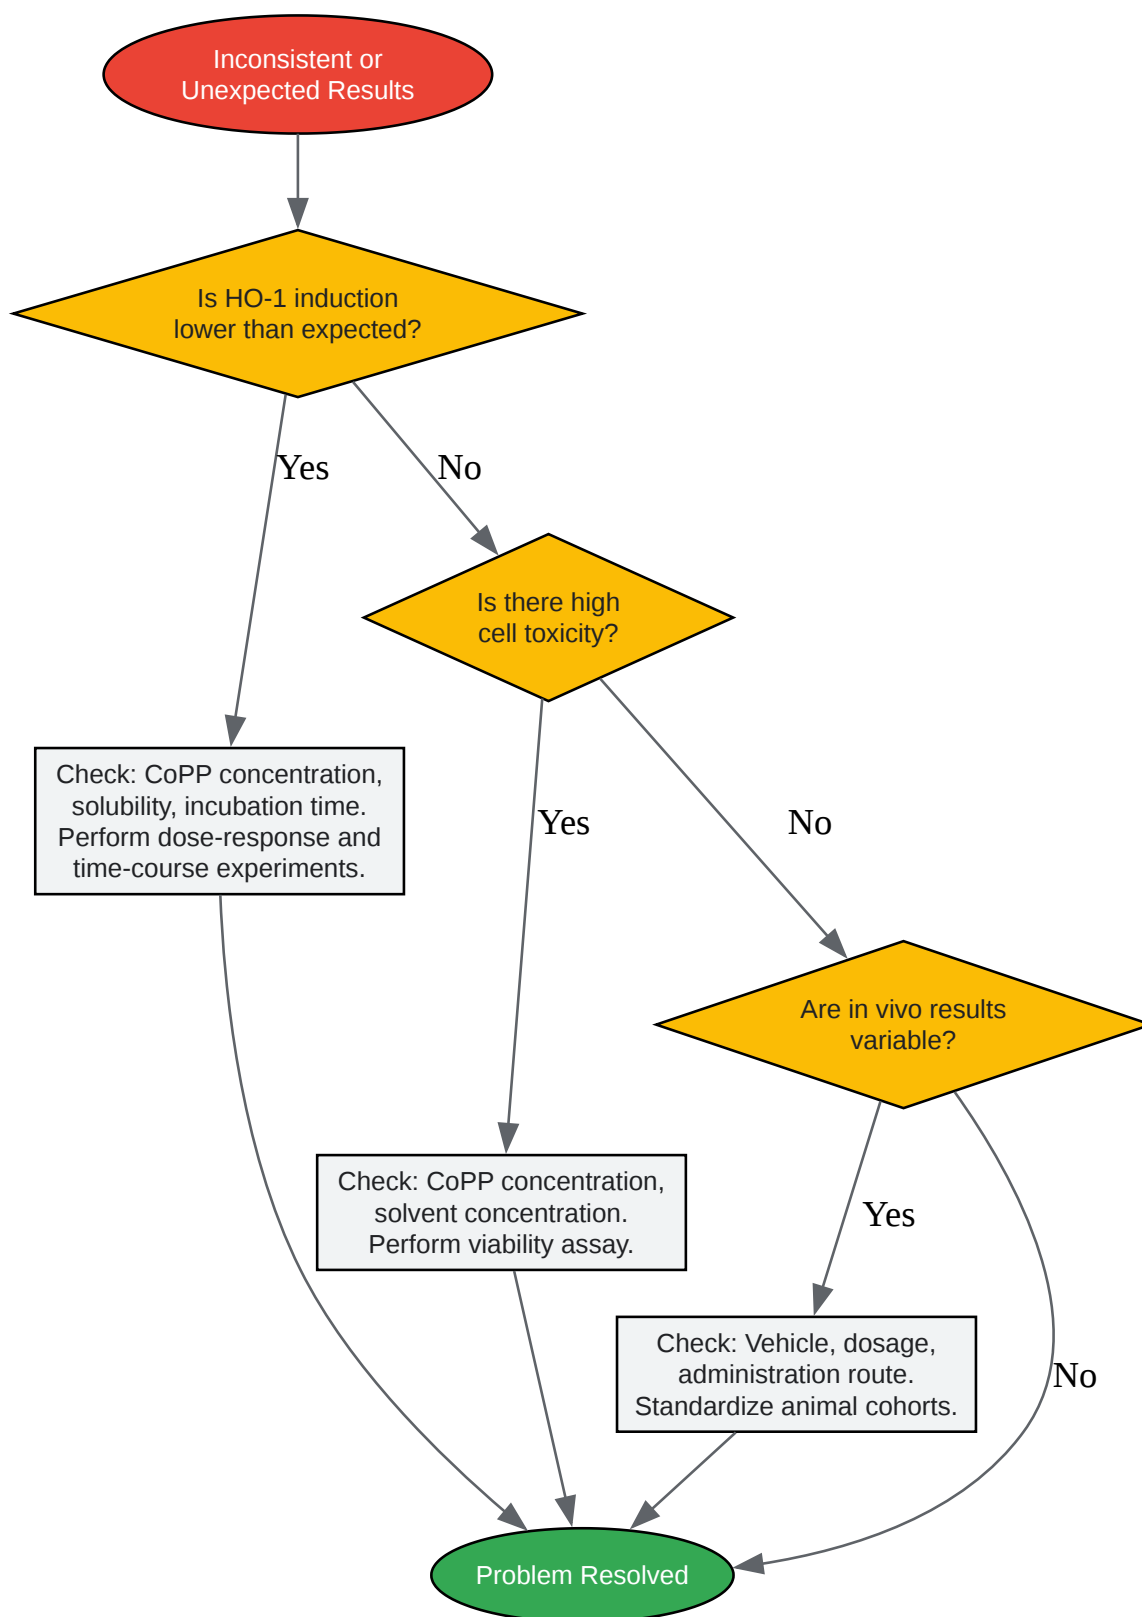 Inconsistent or
Unexpected Results
Is HO-1 induction
lower than expected?
Yes
No
Is there high
cell toxicity?
Check: CoPP concentration,
solubility, incubation time.
Perform dose-response and
time-course experiments.
Yes
No
Are in vivo results
variable?
Check: CoPP concentration,
solvent concentration.
Perform viability assay.
Yes
Check: Vehicle, dosage,
administration route.
Standardize animal cohorts.
No
Problem Resolved